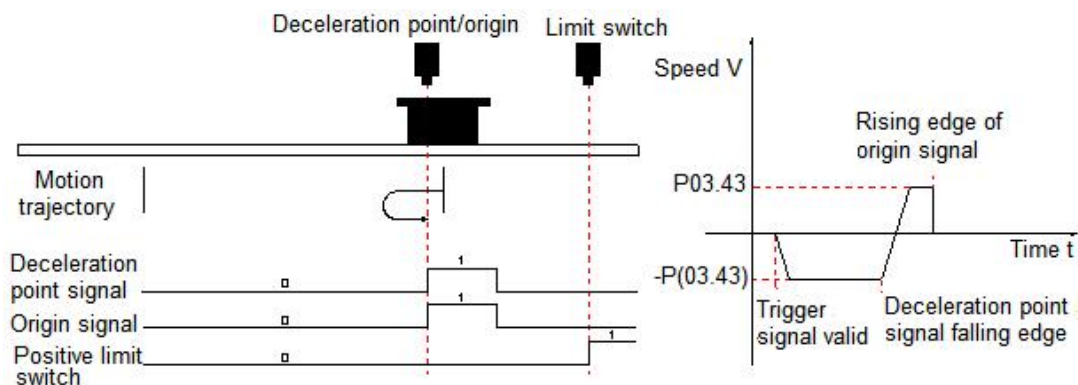 Deceleration point/origin
Limit switch
Motion
trajectory
Deceleration
point signal
0
1
Origin signal
0
1
Positive limit
switch
0
1
Speed V
Rising edge of
origin signal
P03.43
Time t
-P(03.43)
Trigger
signal valid
Deceleration point
signal falling edge